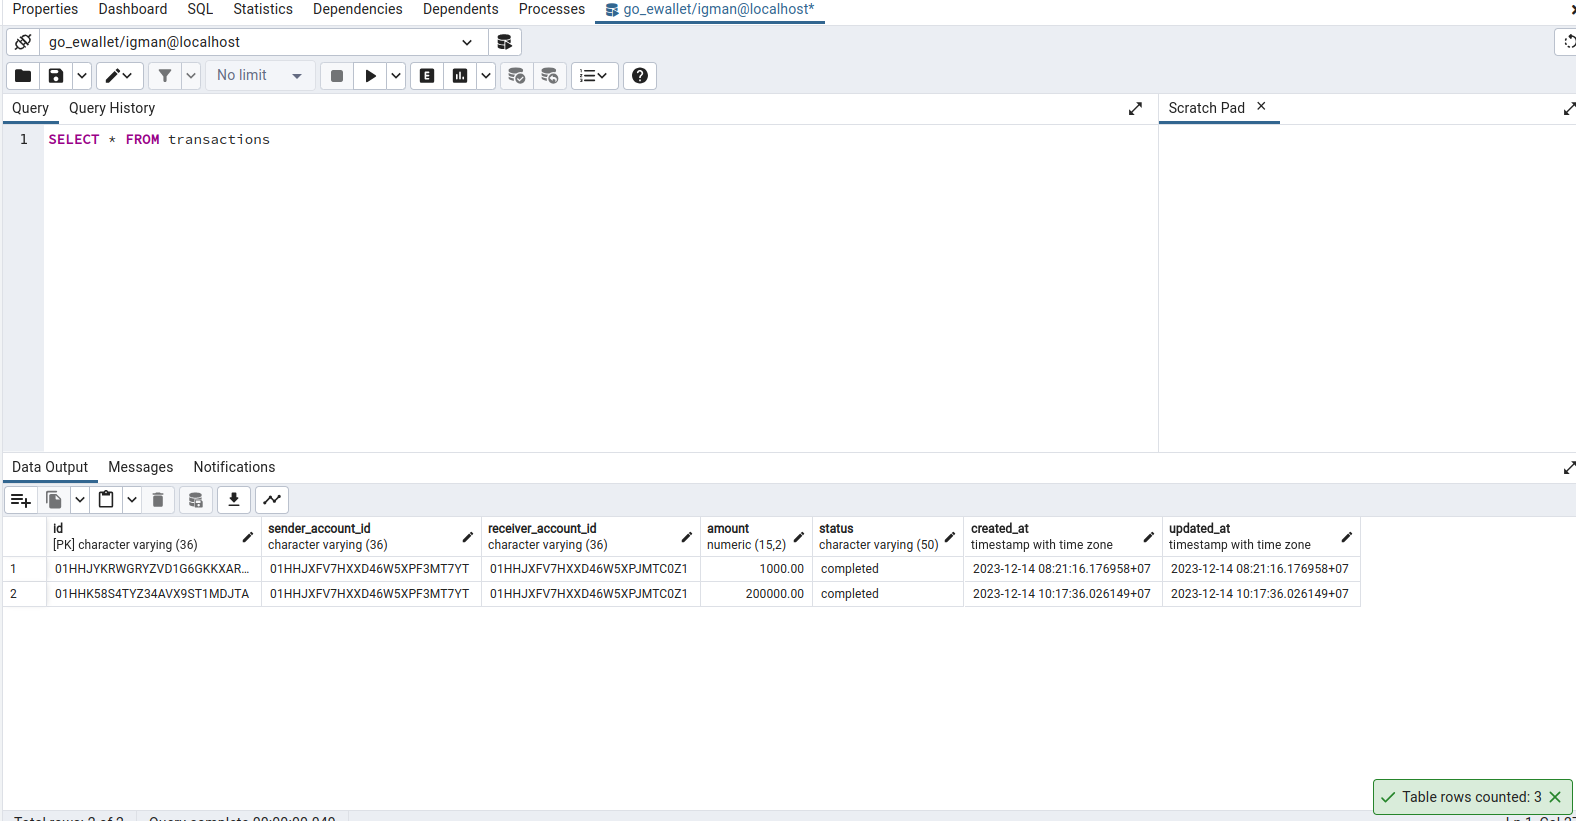 Properties Dashboard SQL Statistics Dependencies Dependents Processes go_ewallet/igman@localhost*
go_ewallet/igman@localhost
No limit E
Query Query History Scratch Pad
1 SELECT * FROM transactions
Data Output Messages Notifications
id sender_account_id receiver_account_id amount status created_at updated_at
[PK] character varying (36) character varying (36) character varying (36) numeric (15,2) character varying (50) timestamp with time zone timestamp with time zone
1 01HHJYKRWGRYZVD1G6GKKXAR... 01HHJXFV7HXXD46W5XPF3MT7YT 01HHJXFV7HXXD46W5XPJMTC0Z1 1000.00 completed 2023-12-14 08:21:16.176958+07 2023-12-14 08:21:16.176958+07
2 01HHK58S4TYZ34AVX9ST1MDJTA 01HHJXFV7HXXD46W5XPF3MT7YT 01HHJXFV7HXXD46W5XPJMTC0Z1 200000.00 completed 2023-12-14 10:17:36.026149+07 2023-12-14 10:17:36.026149+07
Table rows counted: 3